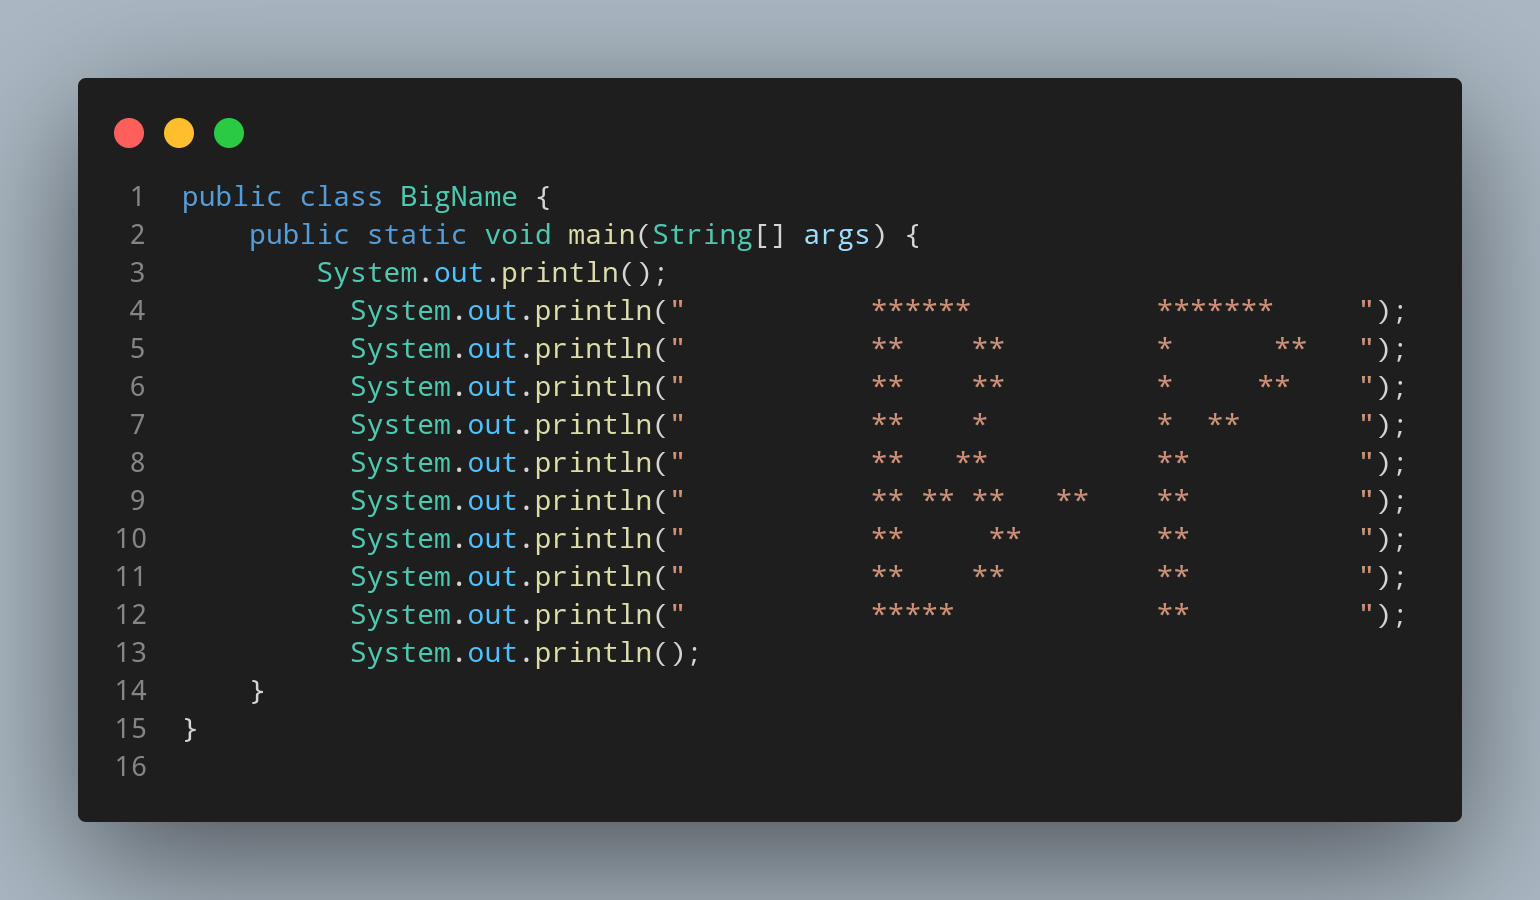 1 public class BigName {
2     public static void main(String[] args) {
3         System.out.println();
4           System.out.println("           ******           *******     ");
5           System.out.println("           **    **         *      **   ");
6           System.out.println("           **    **         *     **    ");
7           System.out.println("           **    *          *  **       ");
8           System.out.println("           **   **          **          ");
9           System.out.println("           ** ** **   **    **          ");
10           System.out.println("           **     **        **          ");
11           System.out.println("           **    **         **          ");
12           System.out.println("           *****            **          ");
13           System.out.println();
14     }
15 }
16